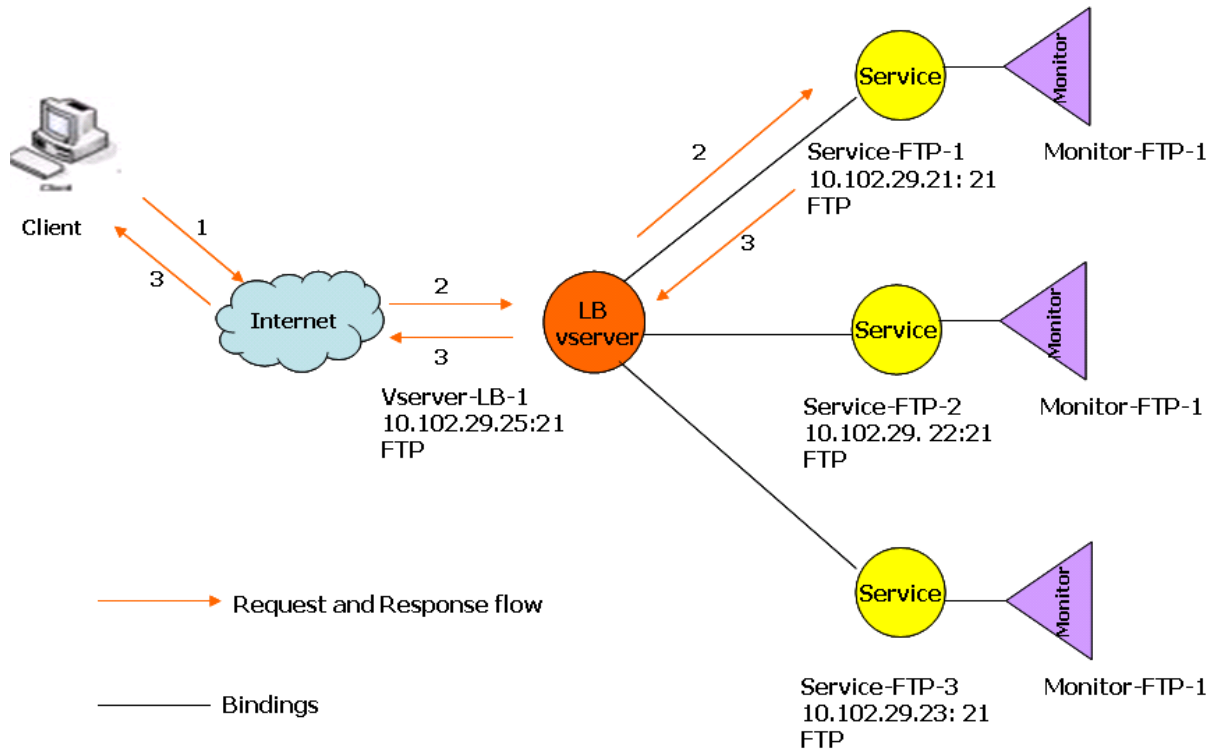 Client
Client
1
3
Internet
2
3
Vserver-LB-1
10.102.29.25:21
FTP
LB
vserver
2
3
Service
Monitor
Service-FTP-1
10.102.29.21: 21
FTP
Monitor-FTP-1
Service
Monitor
Service-FTP-2
10.102.29. 22:21
FTP
Monitor-FTP-1
Service
Monitor
Service-FTP-3
10.102.29.23: 21
FTP
Monitor-FTP-1
Request and Response flow
Bindings